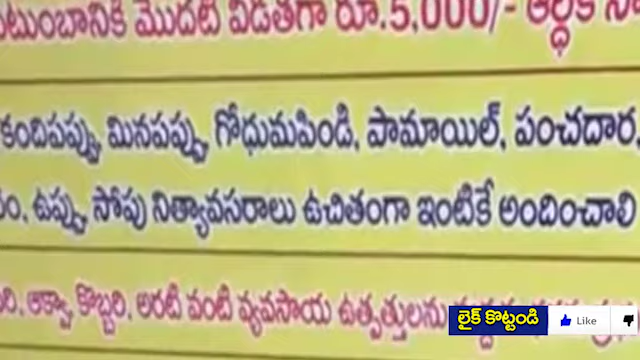 కుటుంబానికి మొదటి విడతగా రూ.5,000/- ఆర్థిక
కందిపప్పు, మినపప్పు, గోధుమపిండి, పామాయిల్, పంచదార,
ఉప్పు, సోపు నిత్యావసరాలు ఉచితంగా ఇంటికే అందించాలి
ఆక్వా, కొబ్బరి, అరటి వంటి వ్యవసాయ ఉత్పత్తులను
లైక్ కొట్టండి Like